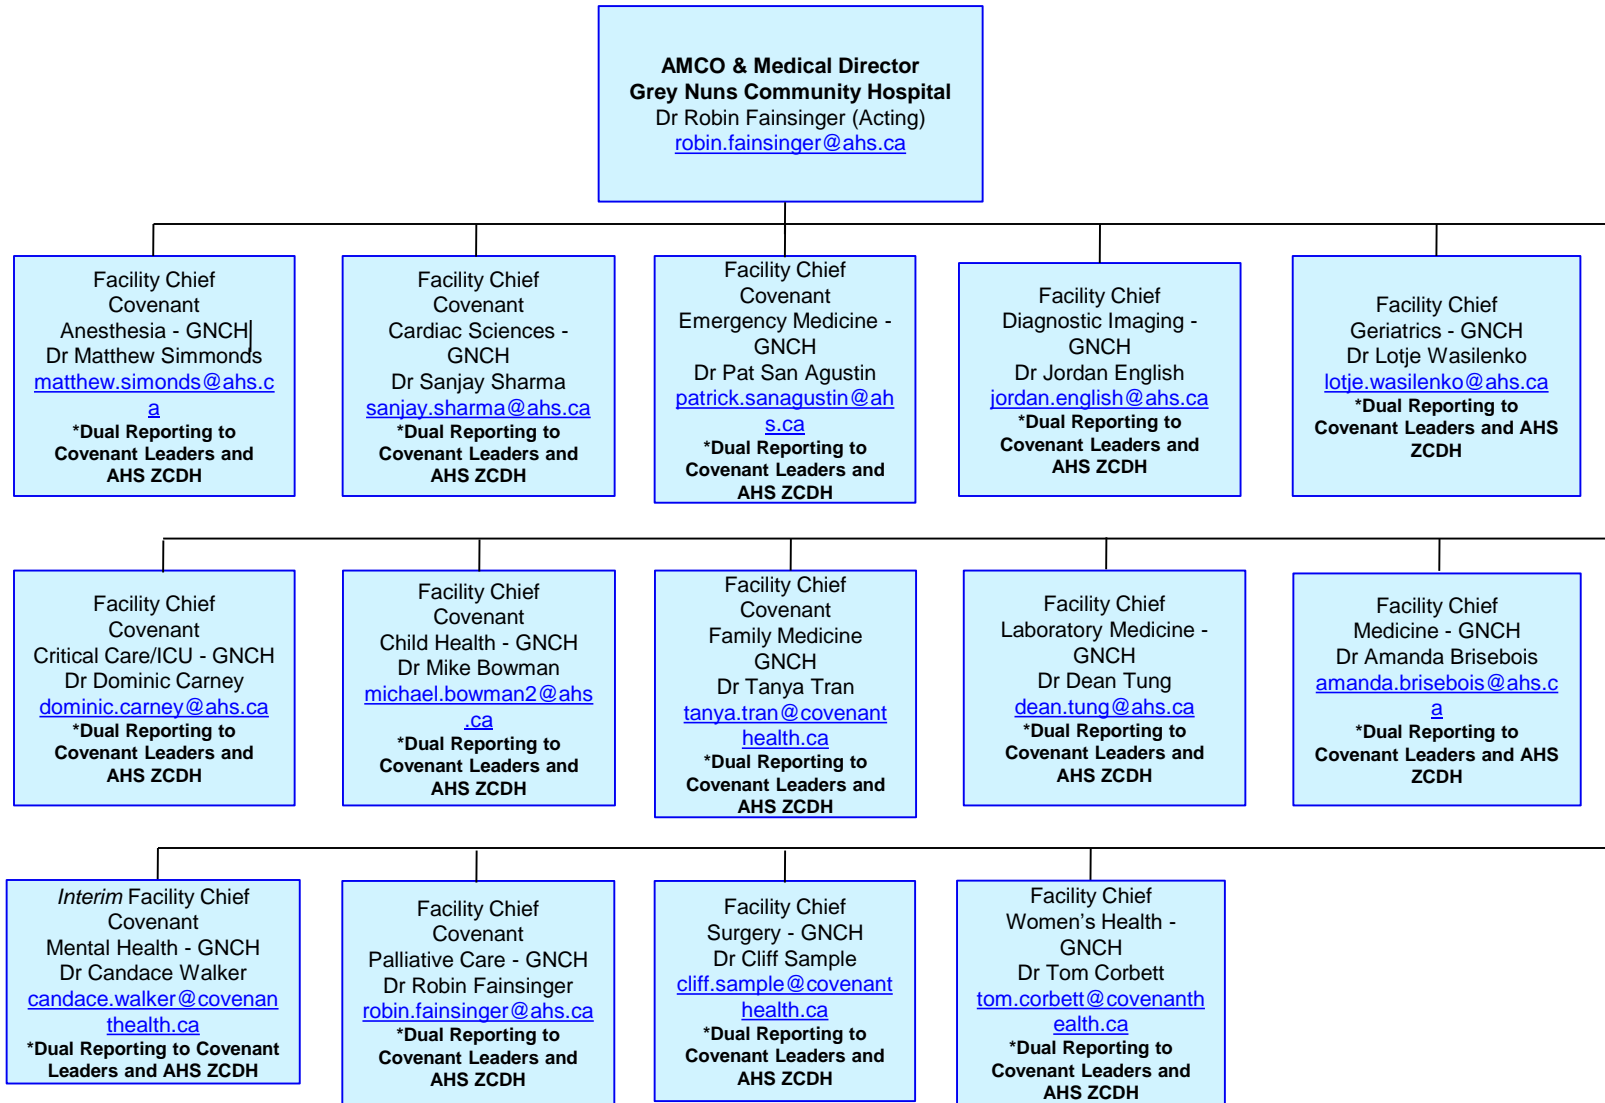 AMCO & Medical Director
Grey Nuns Community Hospital
Dr Robin Fainsinger (Acting)
robin.fainsinger@ahs.ca
Facility Chief
Covenant
Anesthesia - GNCH
Dr Matthew Simmonds
matthew.simonds@ahs.c
a
*Dual Reporting to
Covenant Leaders and
AHS ZCDH
Facility Chief
Covenant
Cardiac Sciences -
GNCH
Dr Sanjay Sharma
sanjay.sharma@ahs.ca
*Dual Reporting to
Covenant Leaders and
AHS ZCDH
Facility Chief
Covenant
Emergency Medicine -
GNCH
Dr Pat San Agustin
patrick.sanagustin@ah
s.ca
*Dual Reporting to
Covenant Leaders and
AHS ZCDH
Facility Chief
Diagnostic Imaging -
GNCH
Dr Jordan English
jordan.english@ahs.ca
*Dual Reporting to
Covenant Leaders and
AHS ZCDH
Facility Chief
Geriatrics - GNCH
Dr Lotje Wasilenko
lotje.wasilenko@ahs.ca
*Dual Reporting to
Covenant Leaders and AHS
ZCDH
Facility Chief
Covenant
Critical Care/ICU - GNCH
Dr Dominic Carney
dominic.carney@ahs.ca
*Dual Reporting to
Covenant Leaders and
AHS ZCDH
Facility Chief
Covenant
Child Health - GNCH
Dr Mike Bowman
michael.bowman2@ahs
.ca
*Dual Reporting to
Covenant Leaders and
AHS ZCDH
Facility Chief
Covenant
Family Medicine
GNCH
Dr Tanya Tran
tanya.tran@covenant
health.ca
*Dual Reporting to
Covenant Leaders and
AHS ZCDH
Facility Chief
Laboratory Medicine -
GNCH
Dr Dean Tung
dean.tung@ahs.ca
*Dual Reporting to
Covenant Leaders and
AHS ZCDH
Facility Chief
Medicine - GNCH
Dr Amanda Brisebois
amanda.brisebois@ahs.c
a
*Dual Reporting to
Covenant Leaders and AHS
ZCDH
Interim Facility Chief
Covenant
Mental Health - GNCH
Dr Candace Walker
candace.walker@covenan
thealth.ca
*Dual Reporting to Covenant
Leaders and AHS ZCDH
Facility Chief
Covenant
Palliative Care - GNCH
Dr Robin Fainsinger
robin.fainsinger@ahs.ca
*Dual Reporting to
Covenant Leaders and
AHS ZCDH
Facility Chief
Surgery - GNCH
Dr Cliff Sample
cliff.sample@covenant
health.ca
*Dual Reporting to
Covenant Leaders and
AHS ZCDH
Facility Chief
Women’s Health -
GNCH
Dr Tom Corbett
tom.corbett@covenanth
ealth.ca
*Dual Reporting to
Covenant Leaders and
AHS ZCDH